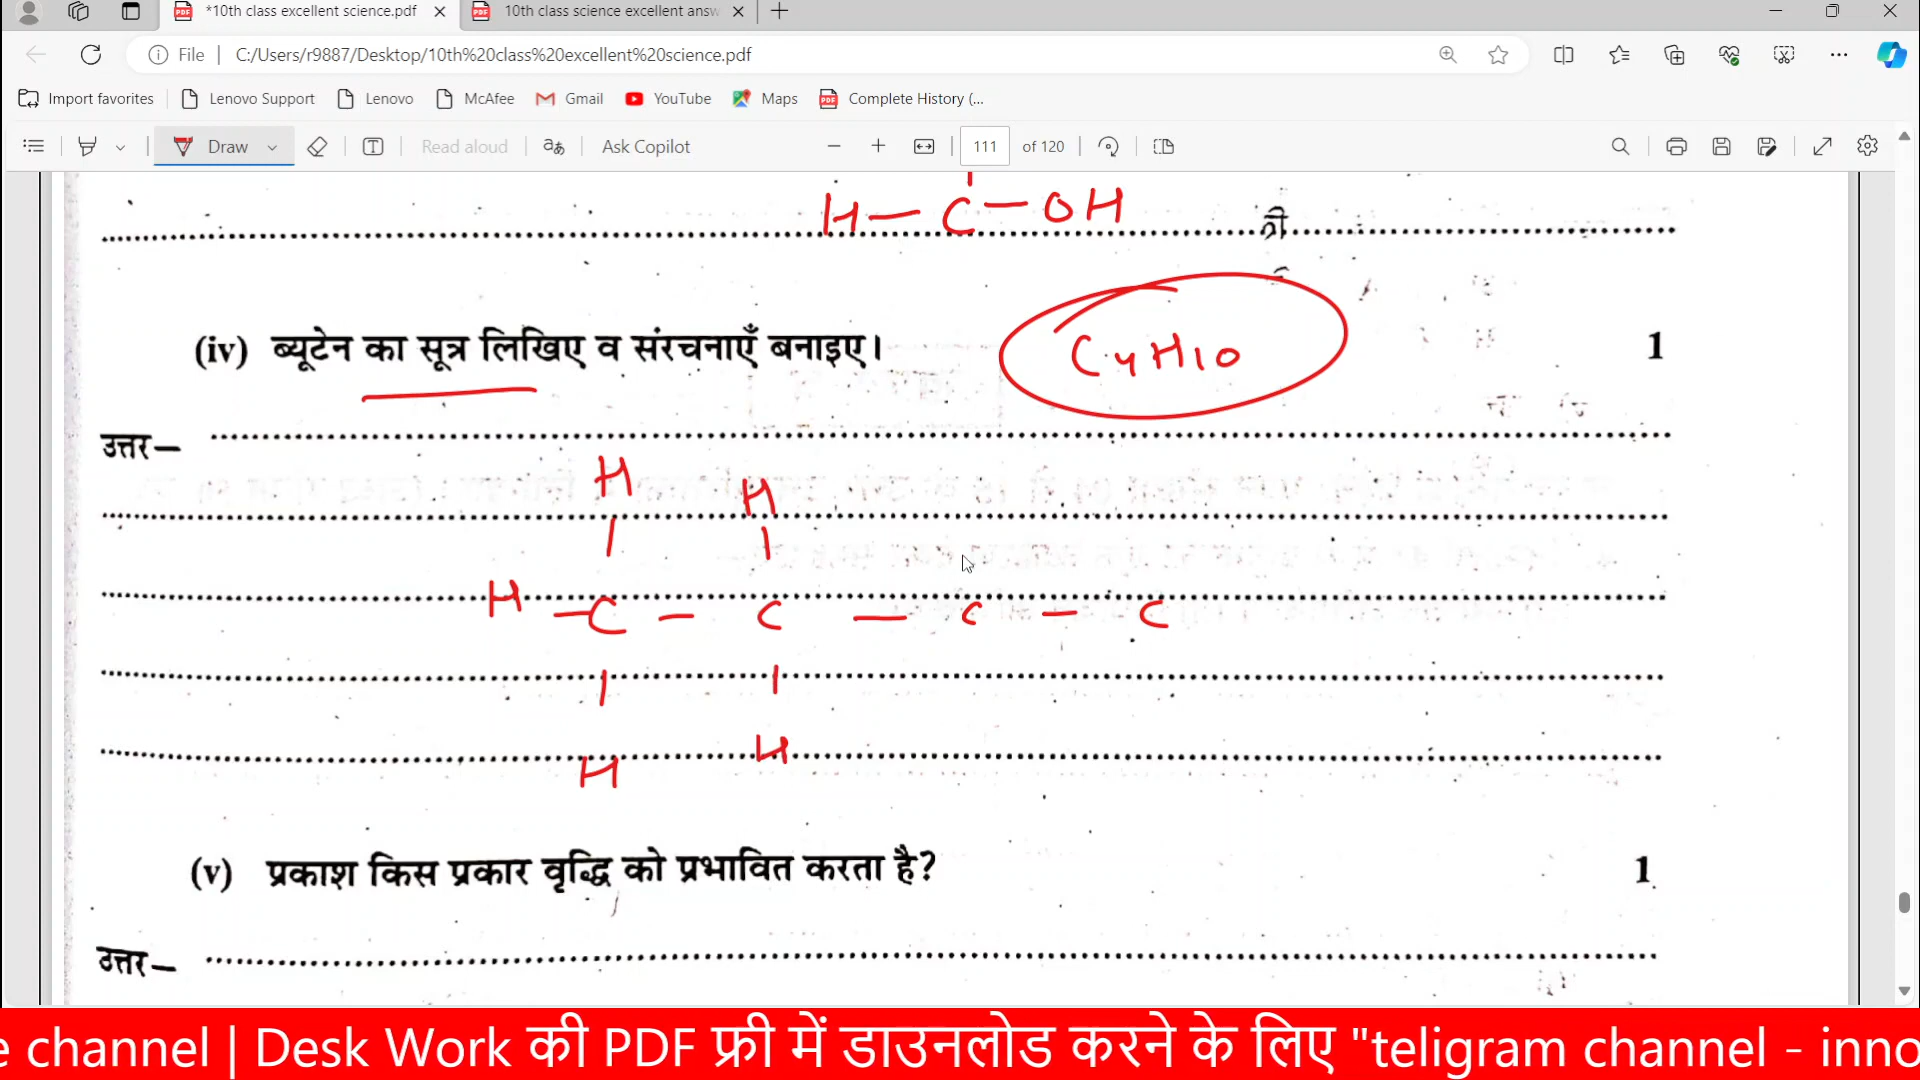 *10th class excellent science.pdf
10th class science excellent answ
File C:/Users/r9887/Desktop/10th%20class%20excellent%20science.pdf
Import favorites Lenovo Support Lenovo McAfee Gmail YouTube Maps Complete History (...
Draw Read aloud aあ Ask Copilot 111 of 120
H — C — OH
(iv) ब्यूटेन का सूत्र लिखिए व संरचनाएँ बनाइए। C4H10 1
उत्तर—
H H
H — C — C — C — C
H H
(v) प्रकाश किस प्रकार वृद्धि को प्रभावित करता है? 1
उत्तर—
e channel | Desk Work की PDF फ्री में डाउनलोड करने के लिए "teligram channel - inno